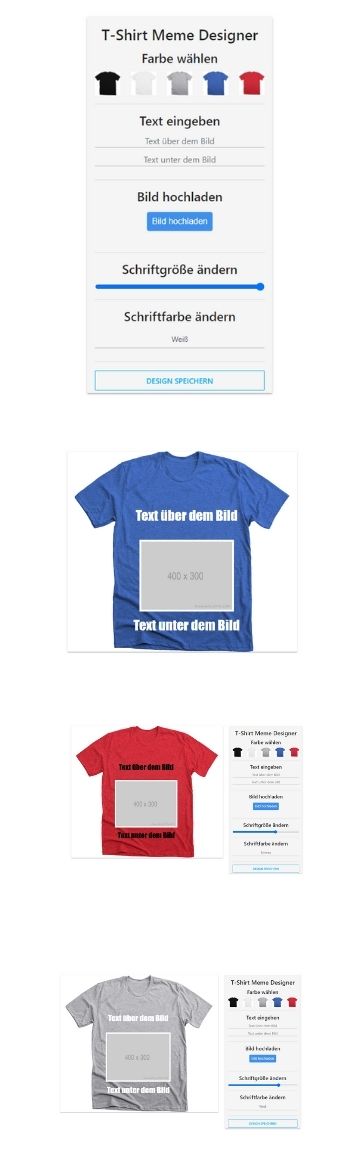 T-Shirt Meme Designer
Farbe wählen
Text eingeben
Text über dem Bild
Text unter dem Bild
Bild hochladen
Bild hochladen
Schriftgröße ändern
Schriftfarbe ändern
Weiß
DESIGN SPEICHERN
Text über dem Bild
400 x 300
Text unter dem Bild
Text über dem Bild
400 x 300
Text unter dem Bild
T-Shirt Meme Designer
Farbe wählen
Text eingeben
Text über dem Bild
Text unter dem Bild
Bild hochladen
Bild hochladen
Schriftgröße ändern
Schriftfarbe ändern
DESIGN SPEICHERN
Text über dem Bild
400 x 300
Text unter dem Bild
T-Shirt Meme Designer
Farbe wählen
Text eingeben
Text über dem Bild
Text unter dem Bild
Bild hochladen
Bild hochladen
Schriftgröße ändern
Schriftfarbe ändern
Weiß
DESIGN SPEICHERN